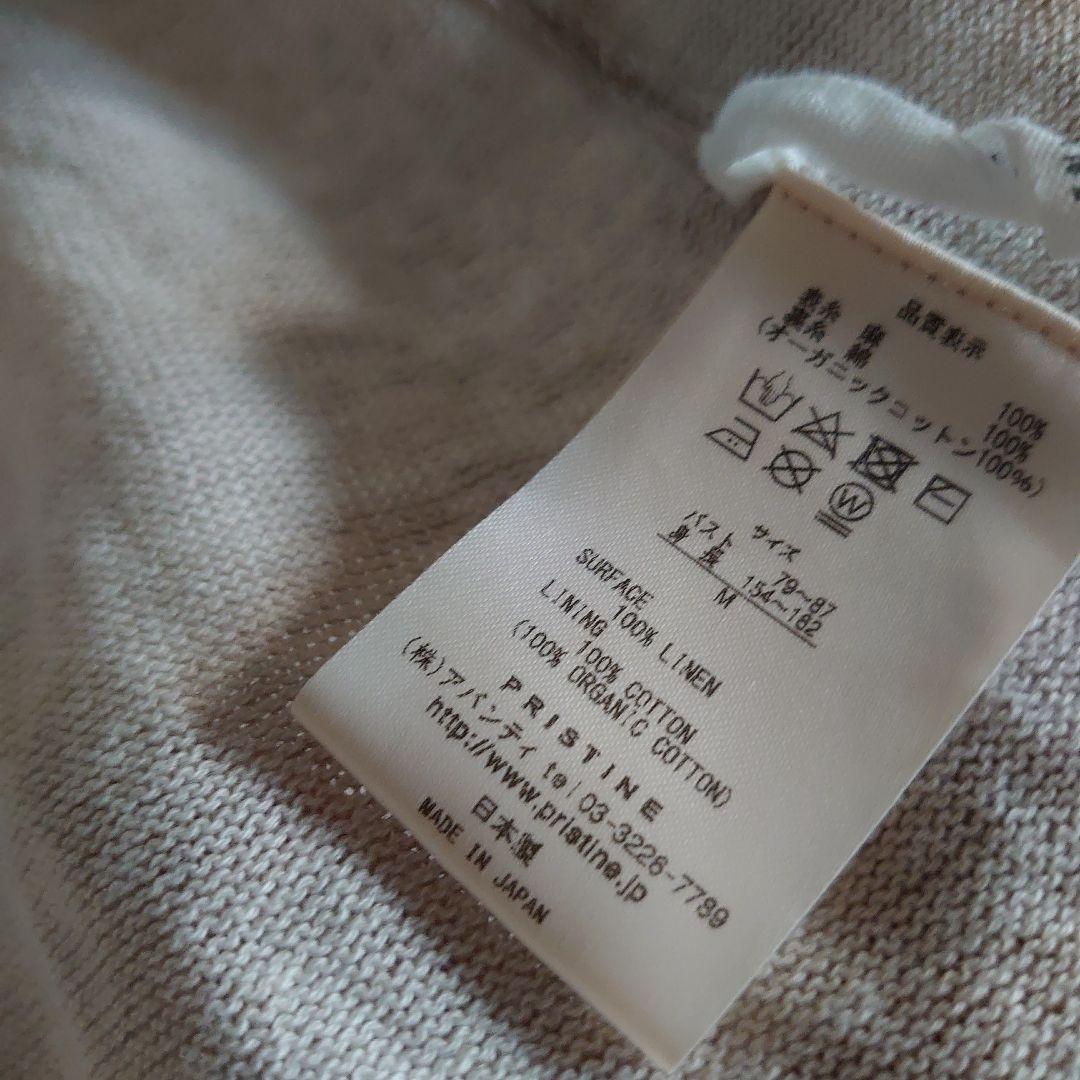 品質表示
表糸 麻 100%
裏糸 綿 100%
(オーガニックコットン100%)
W
サイズ
バスト 79~87
身長 154~162
M
SURFACE
100% LINEN
LINING
100% COTTON
(100% ORGANIC COTTON)
PRISTINE
(株)アバンティ tel 03-3226-7789
http://www.pristine.jp
日本製
MADE IN JAPAN